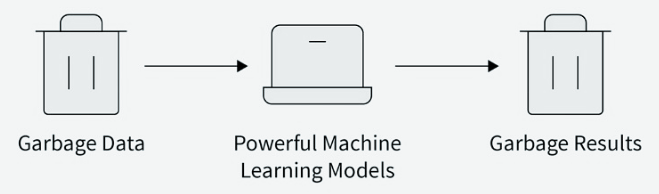 Garbage Data
Powerful Machine
Learning Models
Garbage Results